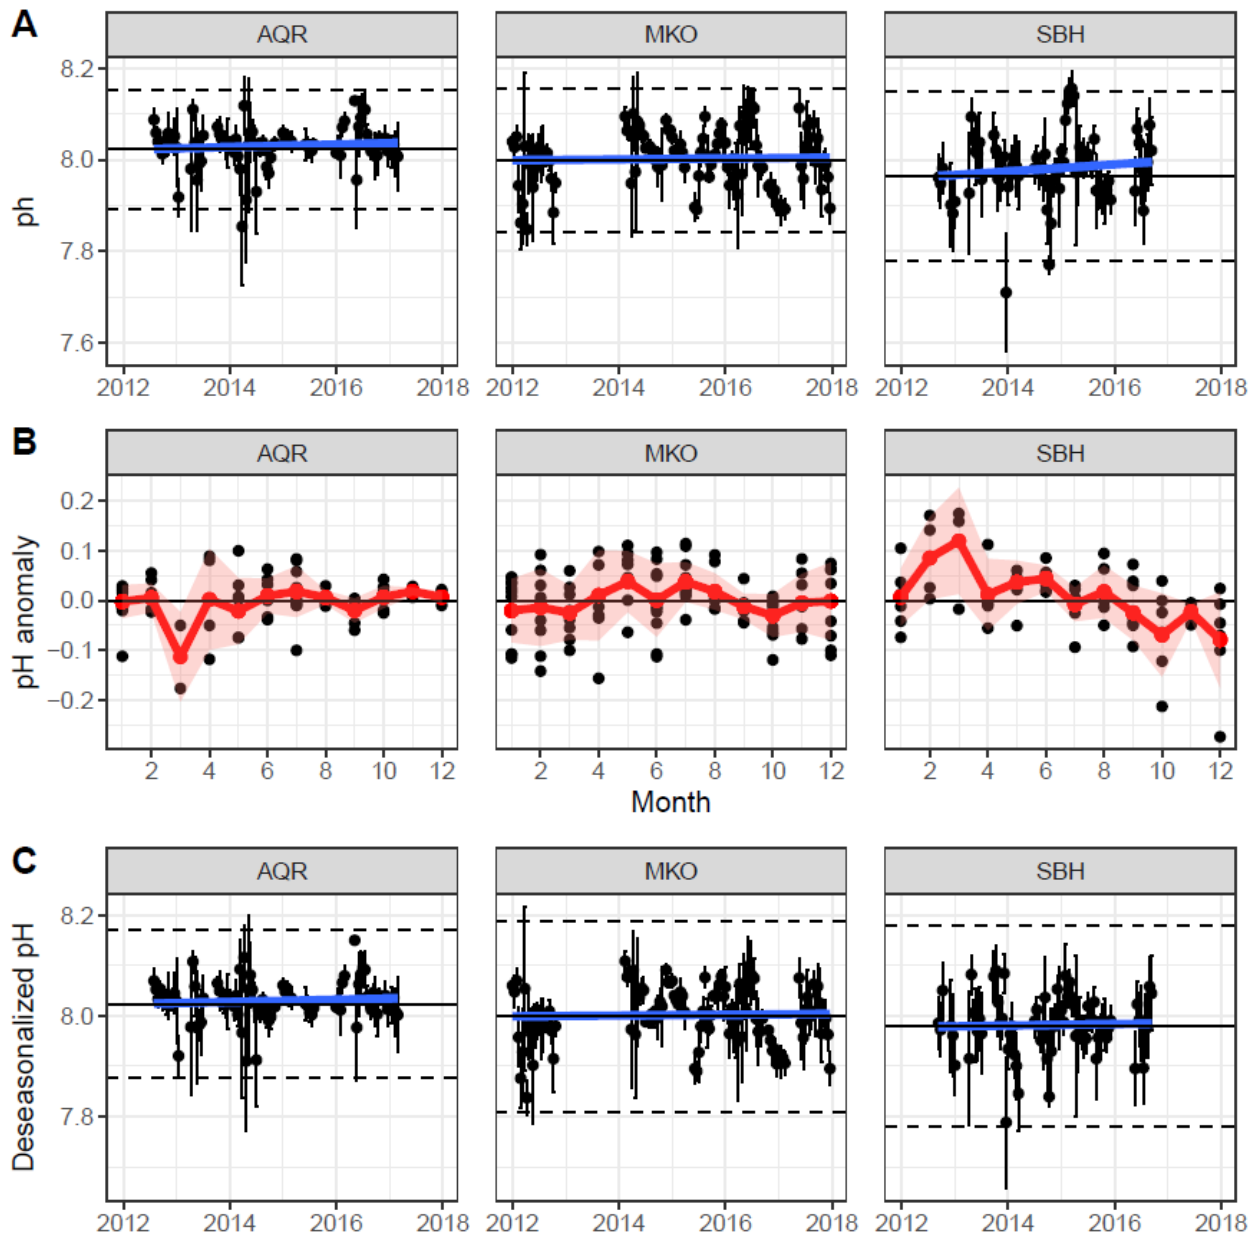 A
AQR MKO SBH
8.2
8.0
7.8
7.6
ph
2012 2014 2016 2018 2012 2014 2016 2018 2012 2014 2016 2018
B
AQR MKO SBH
0.2
0.1
0.0
−0.1
−0.2
pH anomaly
2 4 6 8 10 12 2 4 6 8 10 12 2 4 6 8 10 12
Month
C
AQR MKO SBH
8.2
8.0
7.8
Deseasonalized pH
2012 2014 2016 2018 2012 2014 2016 2018 2012 2014 2016 2018